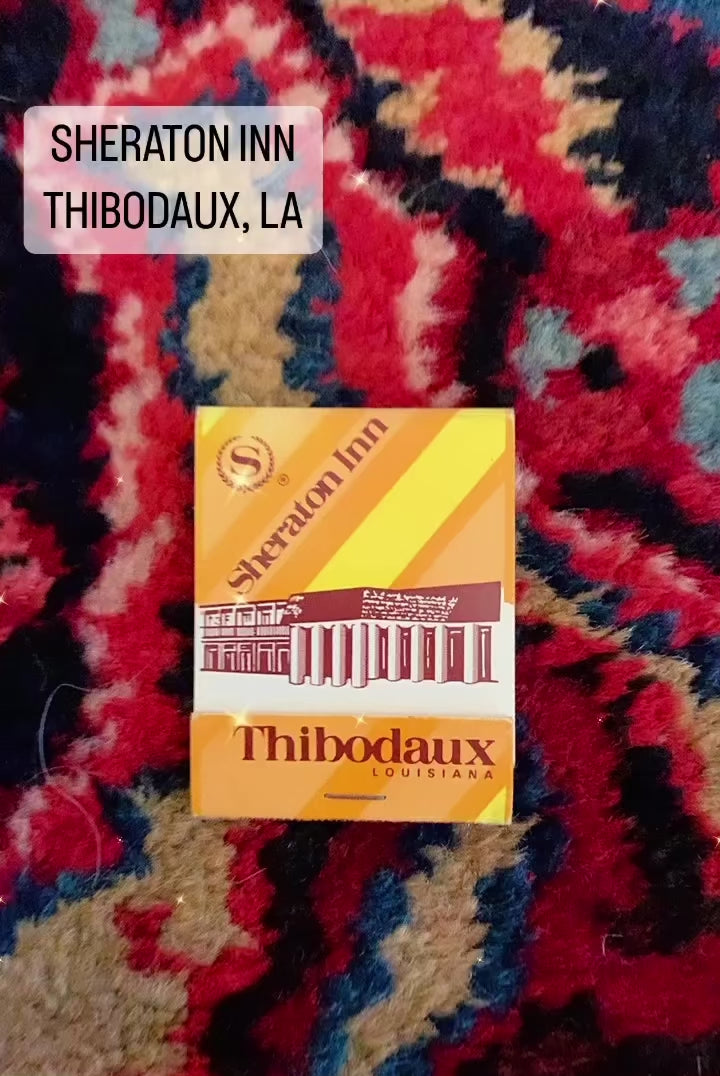 SHERATON INN
THIBODAUX, LA
S
®
Sheraton Inn
Thibodaux
LOUISIANA